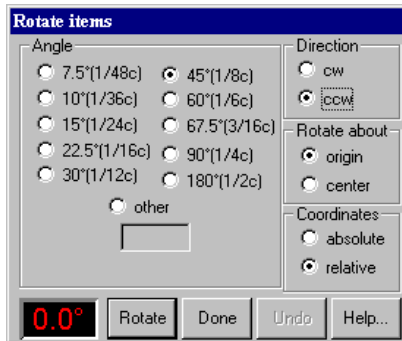 Rotate items
Angle
7.5°(1/48c)
10°(1/36c)
15°(1/24c)
22.5°(1/16c)
30°(1/12c)
45°(1/8c)
60°(1/6c)
67.5°(3/16c)
90°(1/4c)
180°(1/2c)
other
Direction
cw
ccw
Rotate about
origin
center
Coordinates
absolute
relative
0.0°
Rotate
Done
Undo
Help...